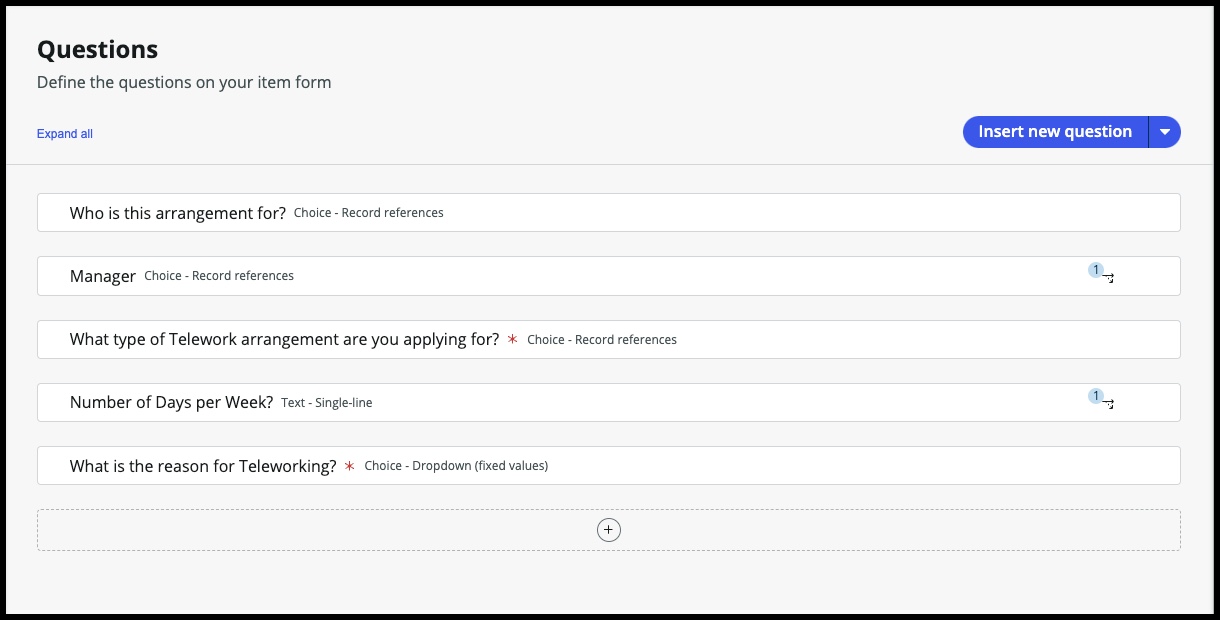 Questions
Define the questions on your item form
Expand all
Insert new question
Who is this arrangement for? Choice - Record references
Manager Choice - Record references 1
What type of Telework arrangement are you applying for? * Choice - Record references
Number of Days per Week? Text - Single-line 1
What is the reason for Teleworking? * Choice - Dropdown (fixed values)
+